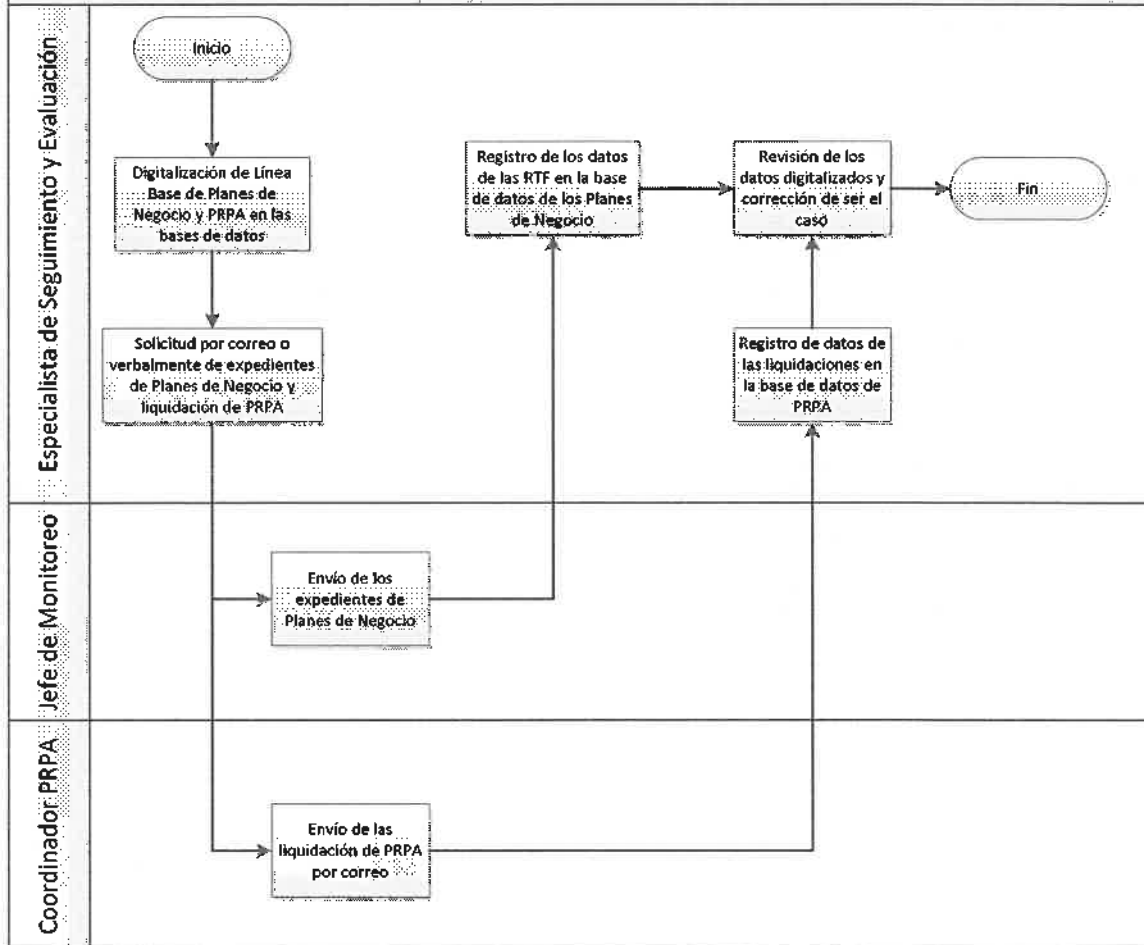 Especialista de Seguimiento y Evaluación
Inicio
Digitalización de Línea
Base de Planes de
Negocio y PRPA en las
bases de datos
Solicitud por correo o
verbalmente de expedientes
de Planes de Negocio y
liquidación de PRPA
Registro de los datos
de las RTF en la base
de datos de los Planes
de Negocio
Revisión de los
datos digitalizados y
corrección de ser el
caso
Fin
Registro de datos de
las liquidaciones en
la base de datos de
PRPA
Jefe de Monitoreo
Envío de los
expedientes de
Planes de Negocio
Coordinador PRPA
Envío de las
liquidación de PRPA
por correo